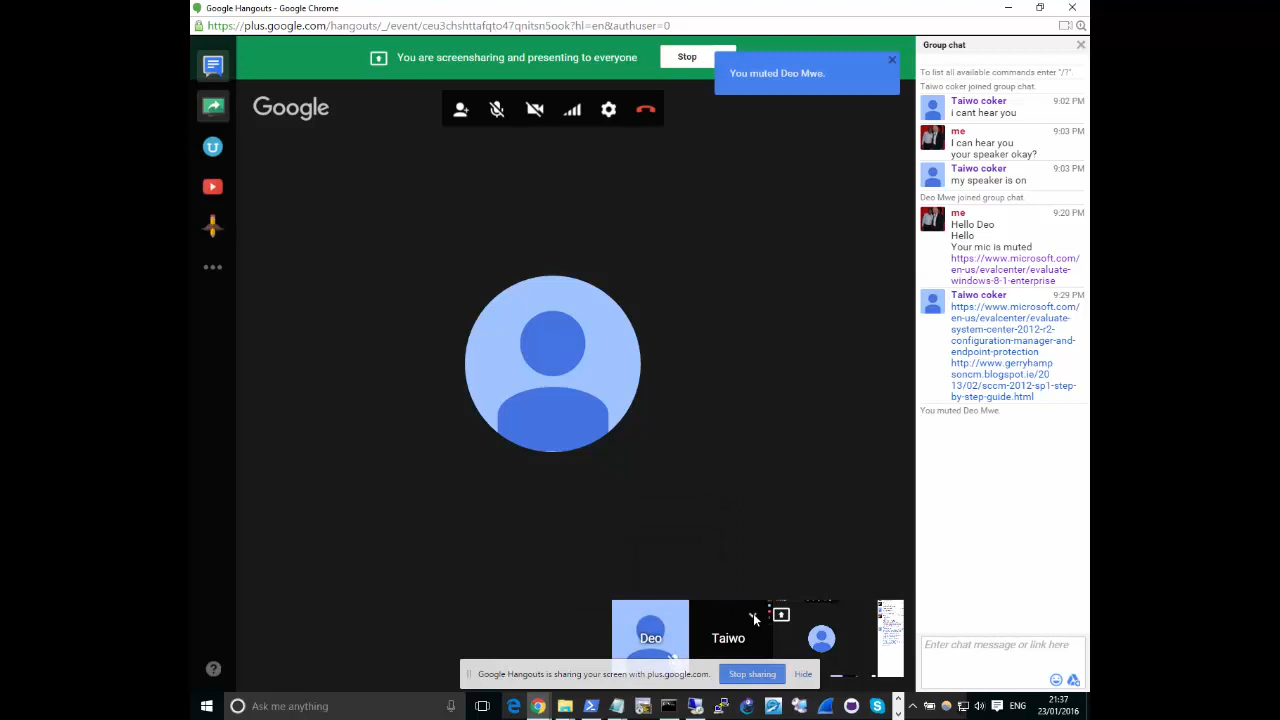 Google Hangouts - Google Chrome
https://plus.google.com/hangouts/_/event/ceu3chshttafqto47qnitsn5ook?hl=en&authuser=0
You are screensharing and presenting to everyone
Stop
You muted Deo Mwe.
Google
Group chat
To list all available commands enter "/?".
Taiwo coker joined group chat.
Taiwo coker 9:02 PM
i cant hear you
me 9:03 PM
I can hear you
your speaker okay?
Taiwo coker 9:03 PM
my speaker is on
Deo Mwe joined group chat.
me 9:20 PM
Hello Deo
Hello
Your mic is muted
https://www.microsoft.com/
en-us/evalcenter/evaluate-
windows-8-1-enterprise
Taiwo coker 9:29 PM
https://www.microsoft.com/
en-us/evalcenter/evaluate-
system-center-2012-r2-
configuration-manager-and-
endpoint-protection
http://www.gerryhamp
soncm.blogspot.ie/20
13/02/sccm-2012-sp1-step-
by-step-guide.html
You muted Deo Mwe.
Deo
Taiwo
Enter chat message or link here
Google Hangouts is sharing your screen with plus.google.com.
Stop sharing
Hide
Ask me anything
ENG
21:37
23/01/2016